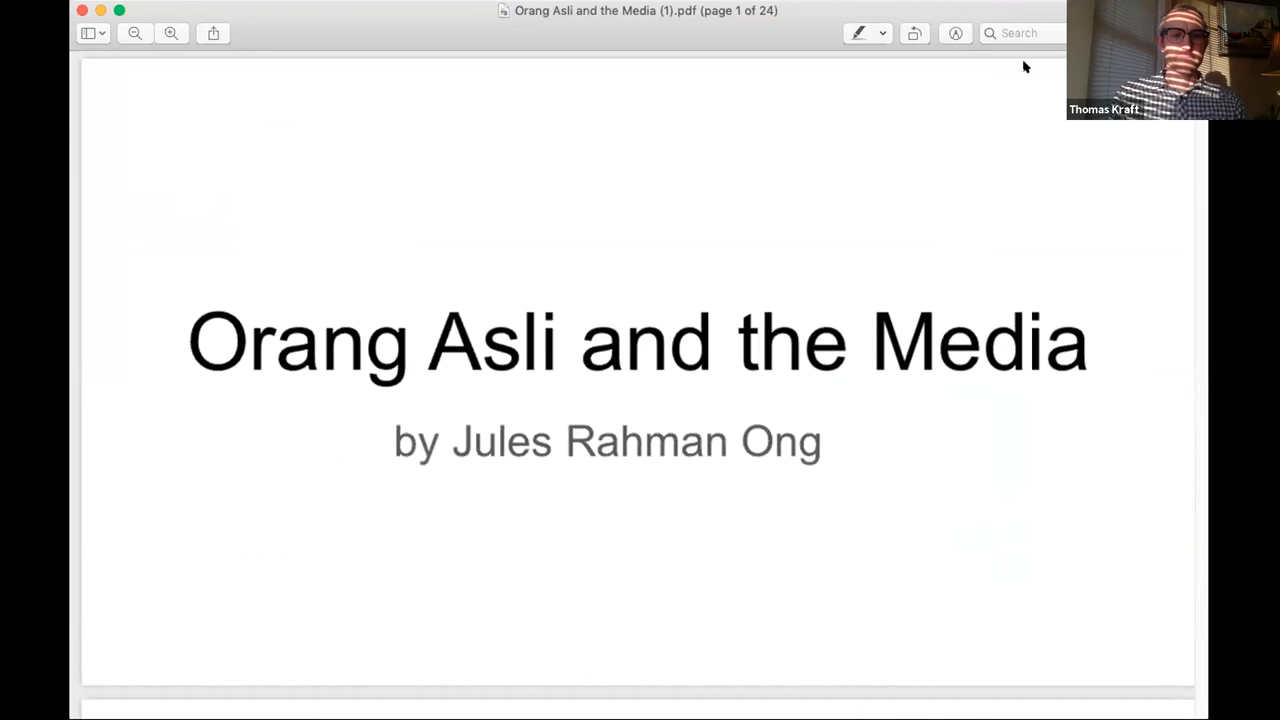 Orang Asli and the Media (1).pdf (page 1 of 24)
Search
Thomas Kraft
Orang Asli and the Media
by Jules Rahman Ong